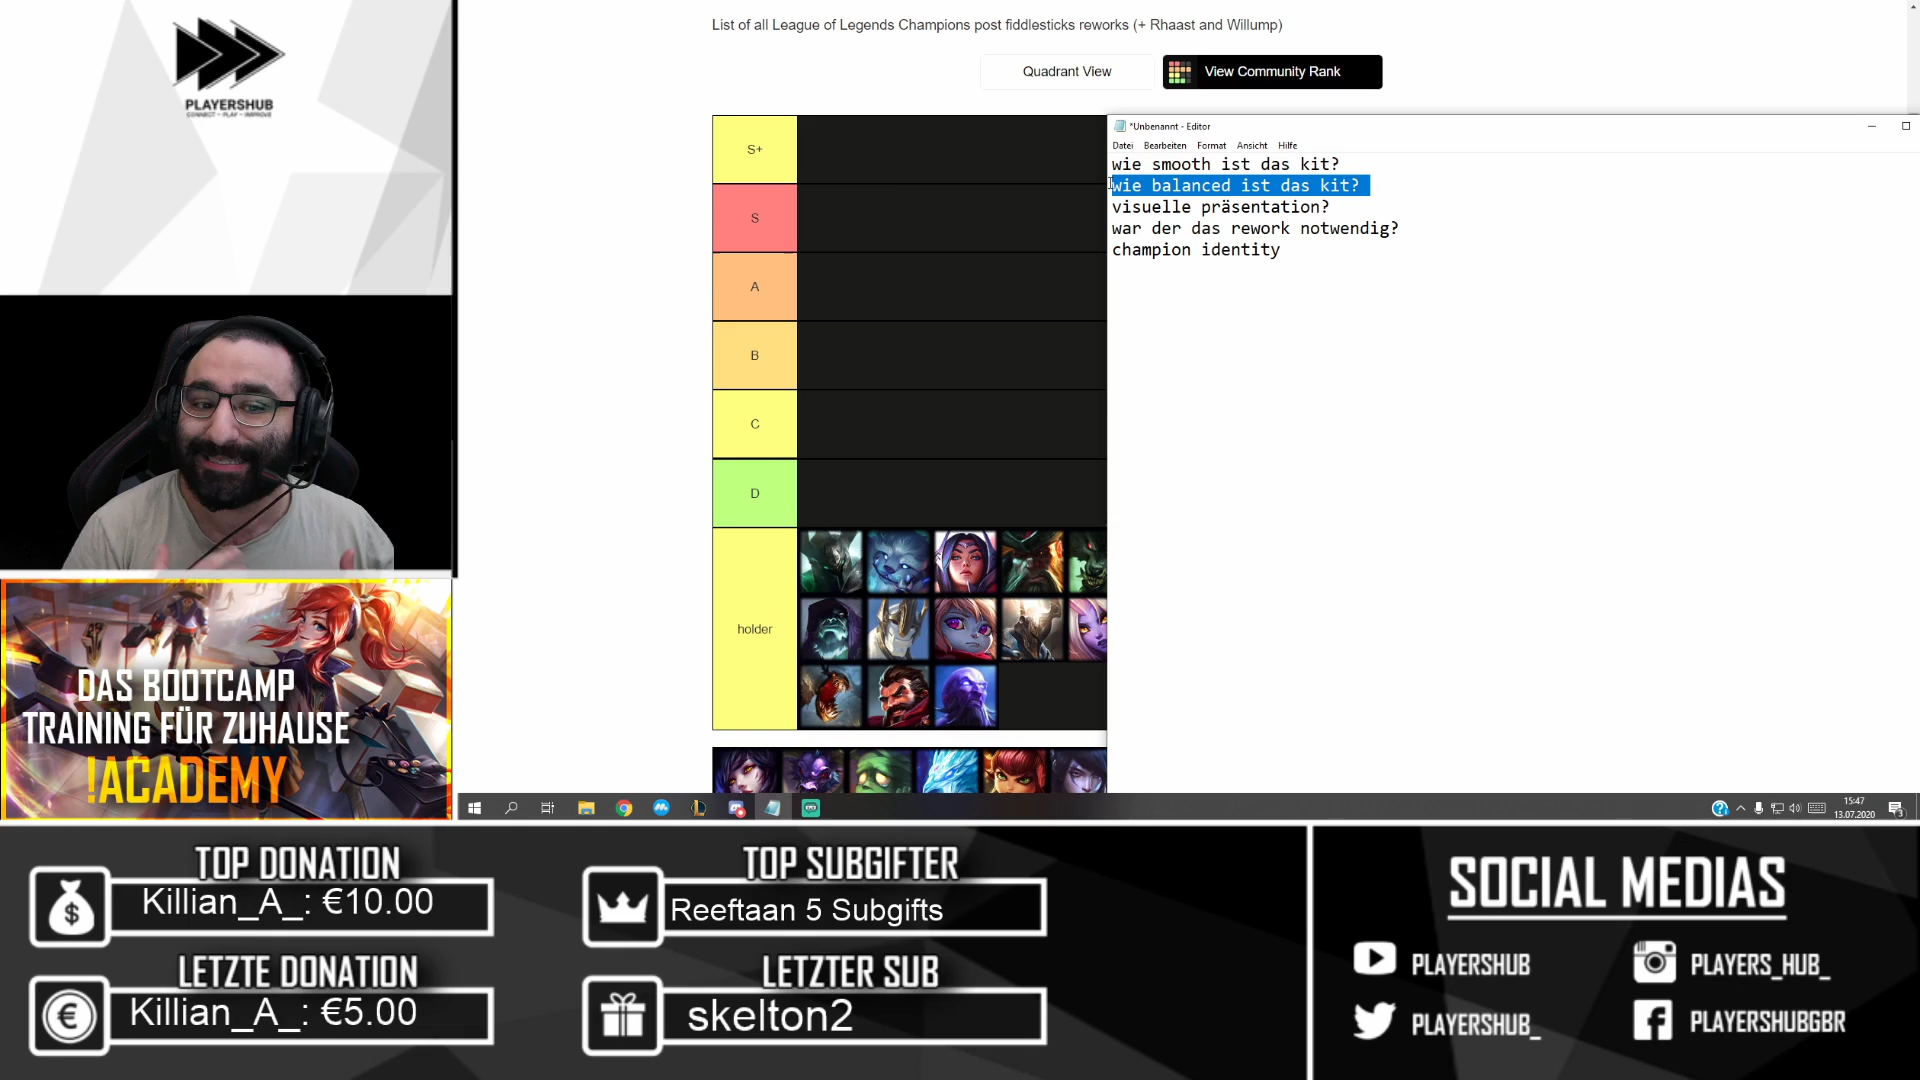 PLAYERSHUB
CONNECT - PLAY - IMPROVE
List of all League of Legends Champions post fiddlesticks reworks (+ Rhaast and Willump)
Quadrant View
View Community Rank
S+
S
A
B
C
D
holder
*Unbenannt - Editor
Datei Bearbeiten Format Ansicht Hilfe
wie smooth ist das kit?
wie balanced ist das kit?
visuelle präsentation?
war der das rework notwendig?
champion identity
DAS BOOTCAMP
TRAINING FÜR ZUHAUSE
!ACADEMY
15:47
13.07.2020
3
TOP DONATION
Killian_A_: €10.00
LETZTE DONATION
Killian_A_: €5.00
TOP SUBGIFTER
Reeftaan 5 Subgifts
LETZTER SUB
skelton2
SOCIAL MEDIAS
PLAYERSHUB
PLAYERS_HUB_
PLAYERSHUB_
PLAYERSHUBGBR